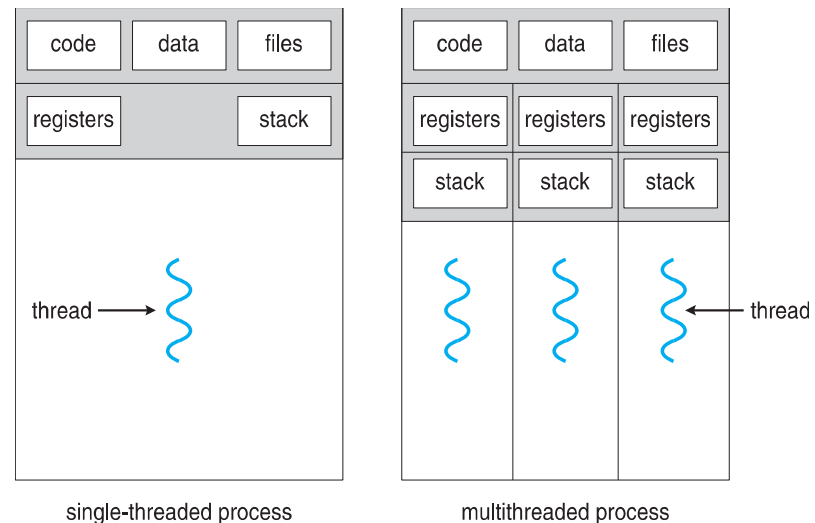 code data files
registers stack
thread
single-threaded process
code data files
registers registers registers
stack stack stack
thread
multithreaded process